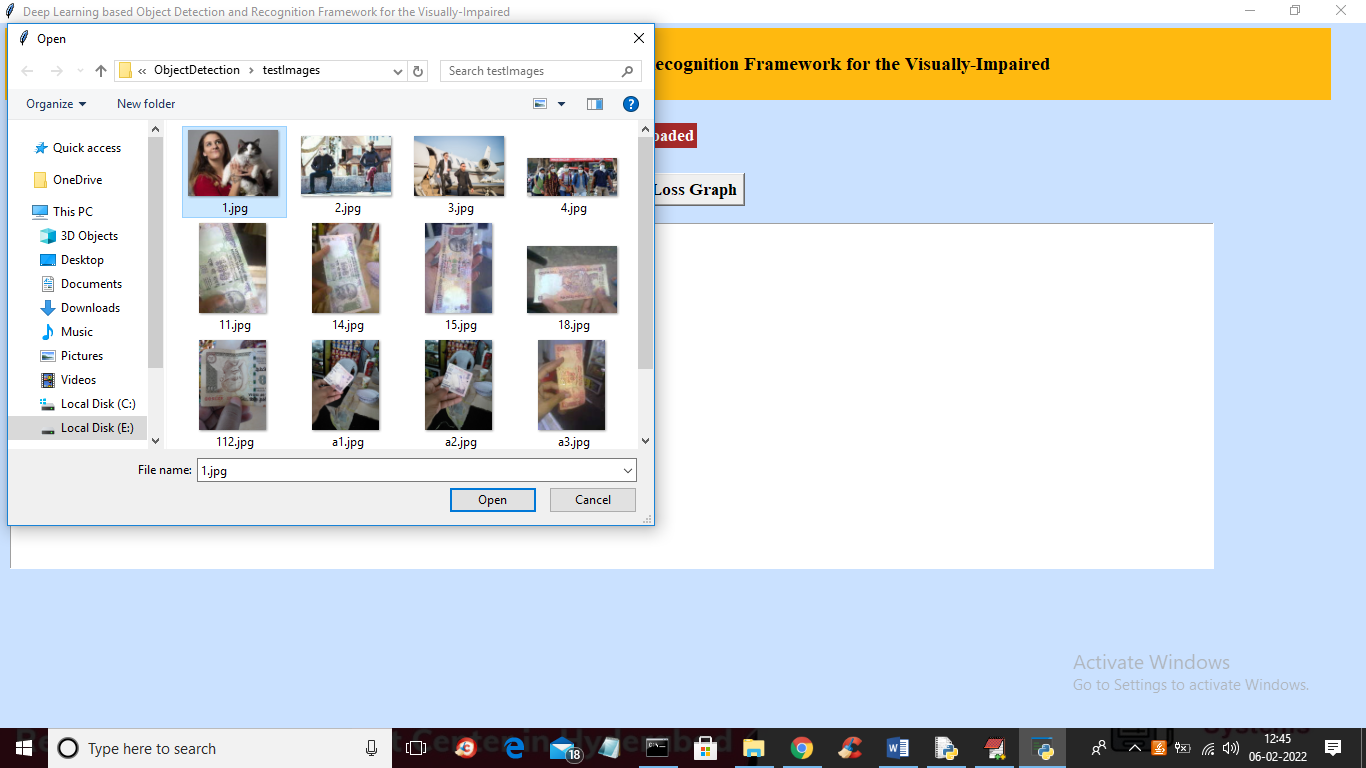 Deep Learning based Object Detection and Recognition Framework for the Visually-Impaired
Open
ecognition Framework for the Visually-Impaired
« ObjectDetection > testImages
Search testImages
Organize
New folder
?
oaded
Loss Graph
Quick access
OneDrive
This PC
3D Objects
Desktop
Documents
Downloads
Music
Pictures
Videos
Local Disk (C:)
Local Disk (E:)
1.jpg 2.jpg 3.jpg 4.jpg
11.jpg 14.jpg 15.jpg 18.jpg
112.jpg a1.jpg a2.jpg a3.jpg
File name: 1.jpg
Open Cancel
Activate Windows
Go to Settings to activate Windows.
Type here to search
18
12:45
06-02-2022